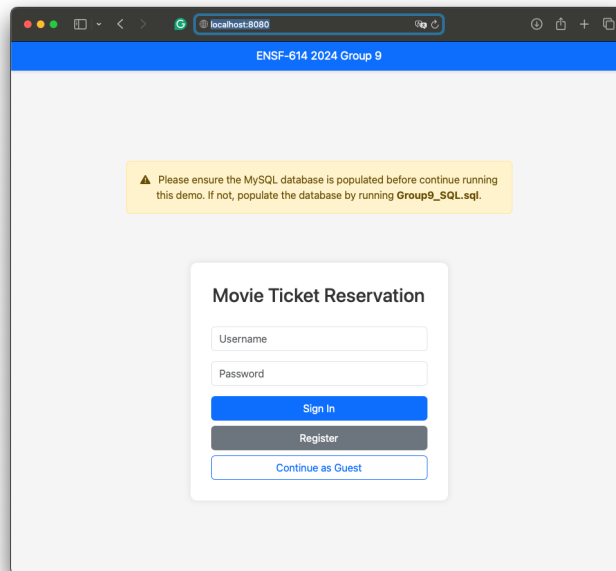 localhost:8080
ENSF-614 2024 Group 9
Please ensure the MySQL database is populated before continue running
this demo. If not, populate the database by running Group9_SQL.sql.
Movie Ticket Reservation
Username
Password
Sign In
Register
Continue as Guest